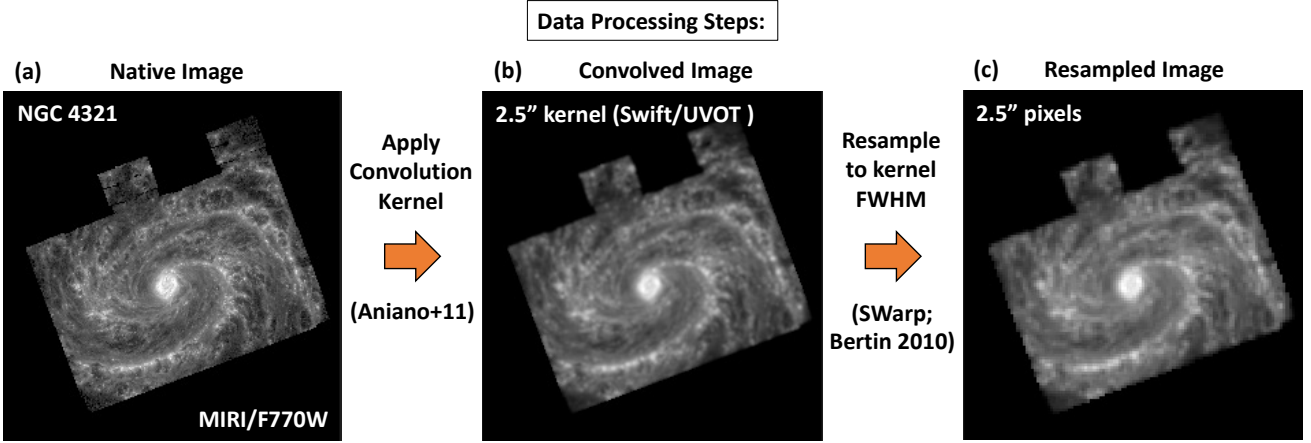 Data Processing Steps:
(a) Native Image
NGC 4321
MIRI/F770W
Apply
Convolution
Kernel
(Aniano+11)
(b) Convolved Image
2.5” kernel (Swift/UVOT )
Resample
to kernel
FWHM
(SWarp;
Bertin 2010)
(c) Resampled Image
2.5” pixels